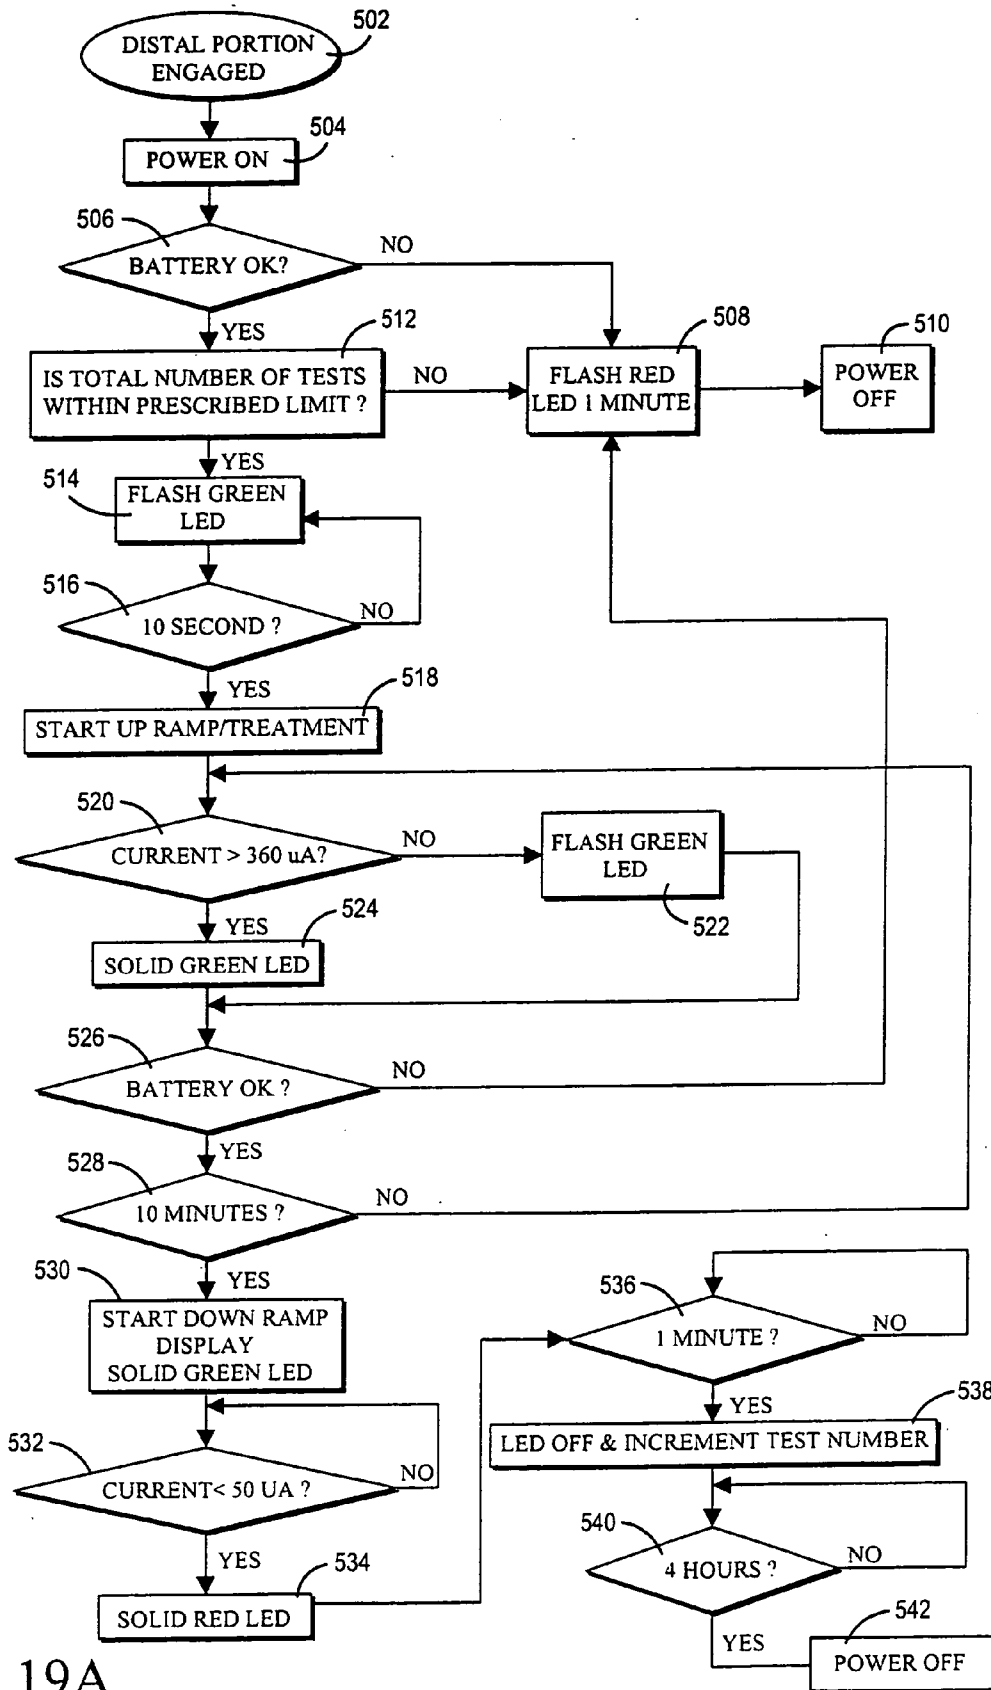 502
DISTAL PORTION
ENGAGED
504
POWER ON
506
BATTERY OK?
NO
YES
512
IS TOTAL NUMBER OF TESTS
WITHIN PRESCRIBED LIMIT ?
NO
508
FLASH RED
LED 1 MINUTE
510
POWER
OFF
YES
514
FLASH GREEN
LED
516
10 SECOND ?
NO
YES
518
START UP RAMP/TREATMENT
520
CURRENT > 360 uA?
NO
FLASH GREEN
LED
522
YES
524
SOLID GREEN LED
526
BATTERY OK ?
NO
YES
528
10 MINUTES ?
NO
YES
530
START DOWN RAMP
DISPLAY
SOLID GREEN LED
532
CURRENT< 50 UA ?
NO
YES
534
SOLID RED LED
536
1 MINUTE ?
NO
YES
538
LED OFF & INCREMENT TEST NUMBER
540
4 HOURS ?
NO
YES
542
POWER OFF
19A